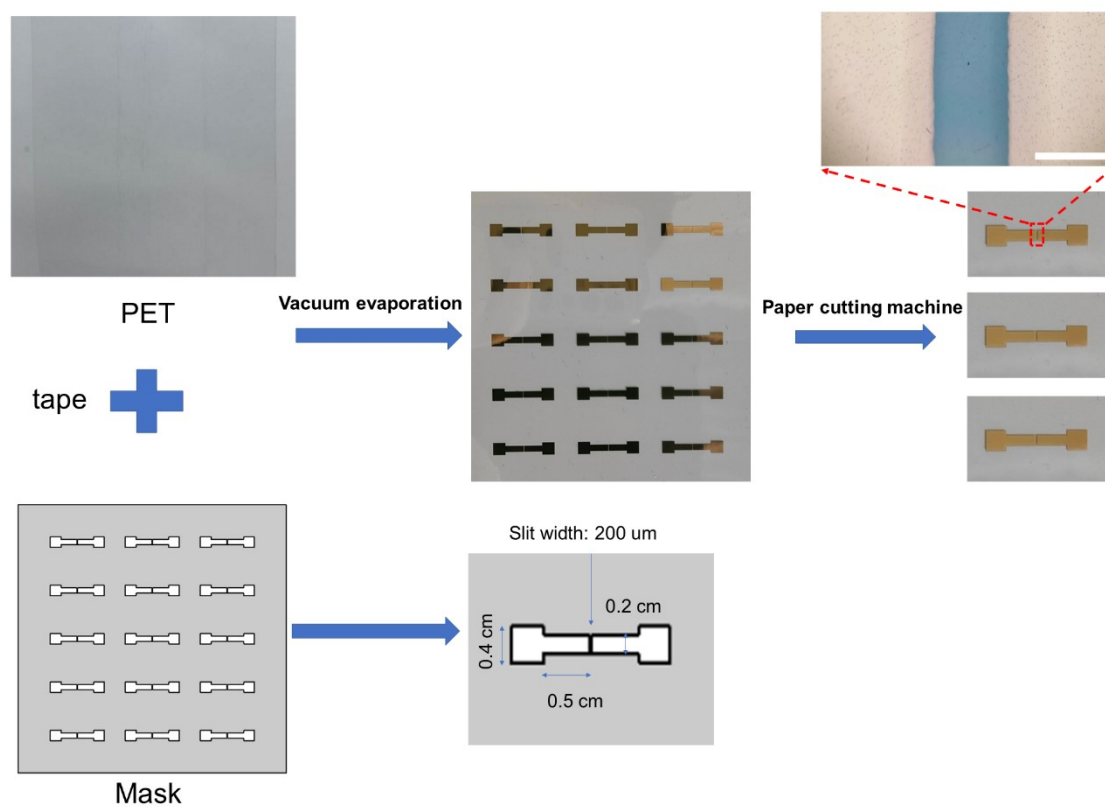 PET
tape
Vacuum evaporation
Paper cutting machine
Mask
Slit width: 200 um
0.2 cm
0.4 cm
0.5 cm